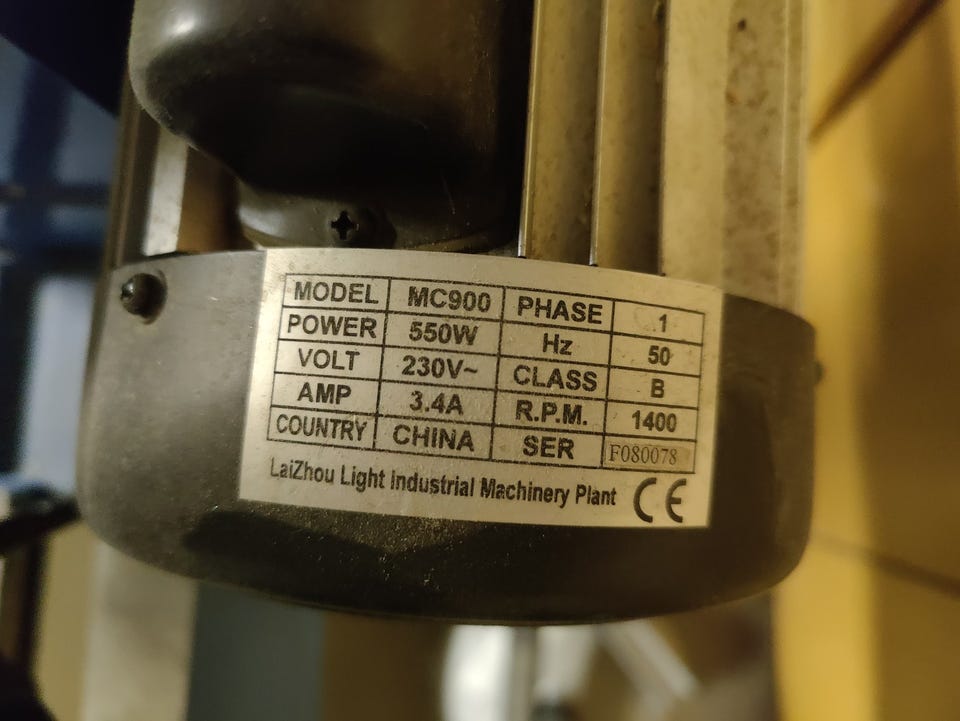 MODEL MC900 PHASE 1
POWER 550W Hz 50
VOLT 230V~ CLASS B
AMP 3.4A R.P.M. 1400
COUNTRY CHINA SER F080078
LaiZhou Light Industrial Machinery Plant CE